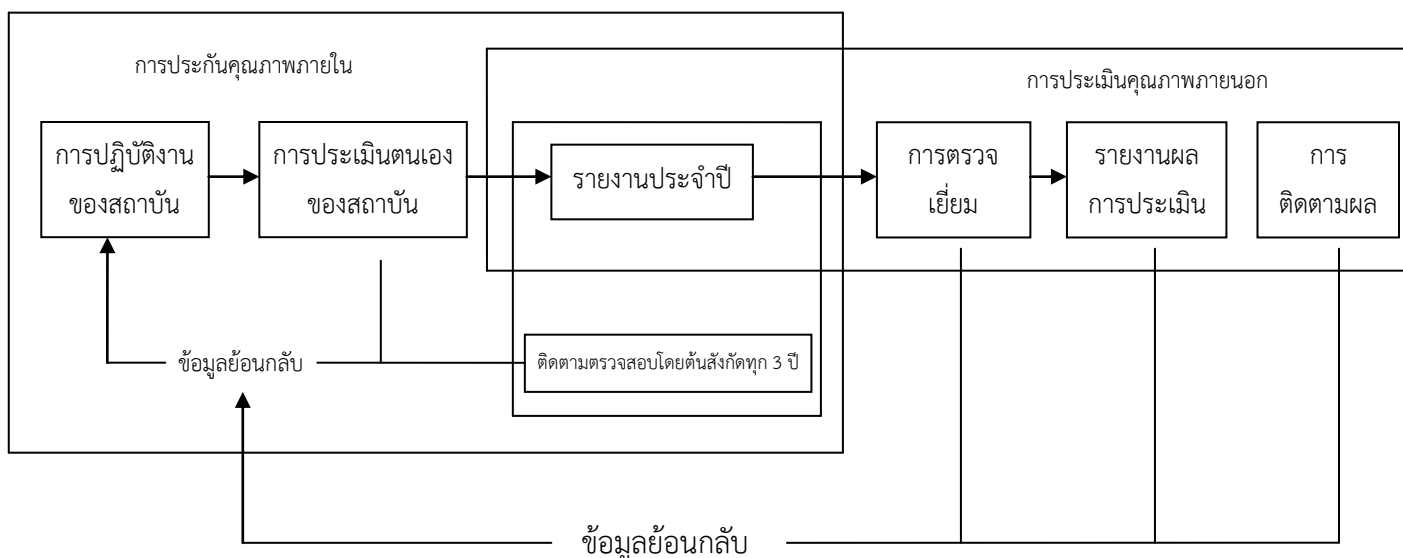 การประกันคุณภาพภายใน
การประเมินคุณภาพภายนอก
การปฏิบัติงาน
ของสถาบัน
การประเมินตนเอง
ของสถาบัน
รายงานประจำปี
การตรวจ
เยี่ยม
รายงานผล
การประเมิน
การ
ติดตามผล
ข้อมูลย้อนกลับ
ติดตามตรวจสอบโดยต้นสังกัดทุก 3 ปี
ข้อมูลย้อนกลับ